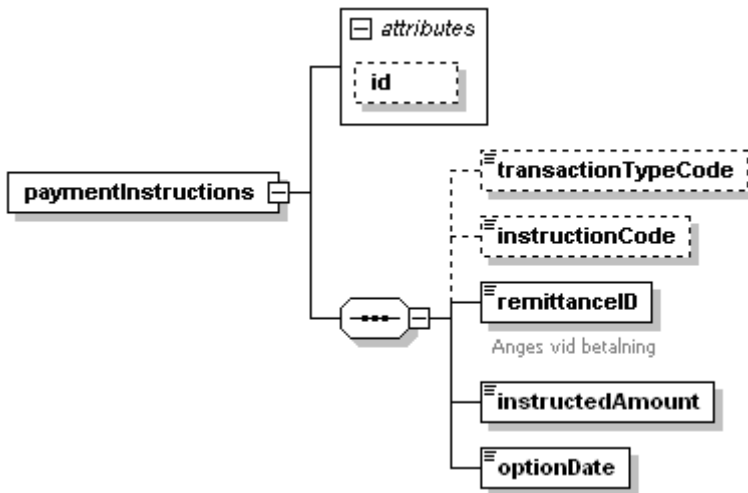 attributes
id
paymentInstructions
transactionTypeCode
instructionCode
remittanceID
Anges vid betalning
instructedAmount
optionDate